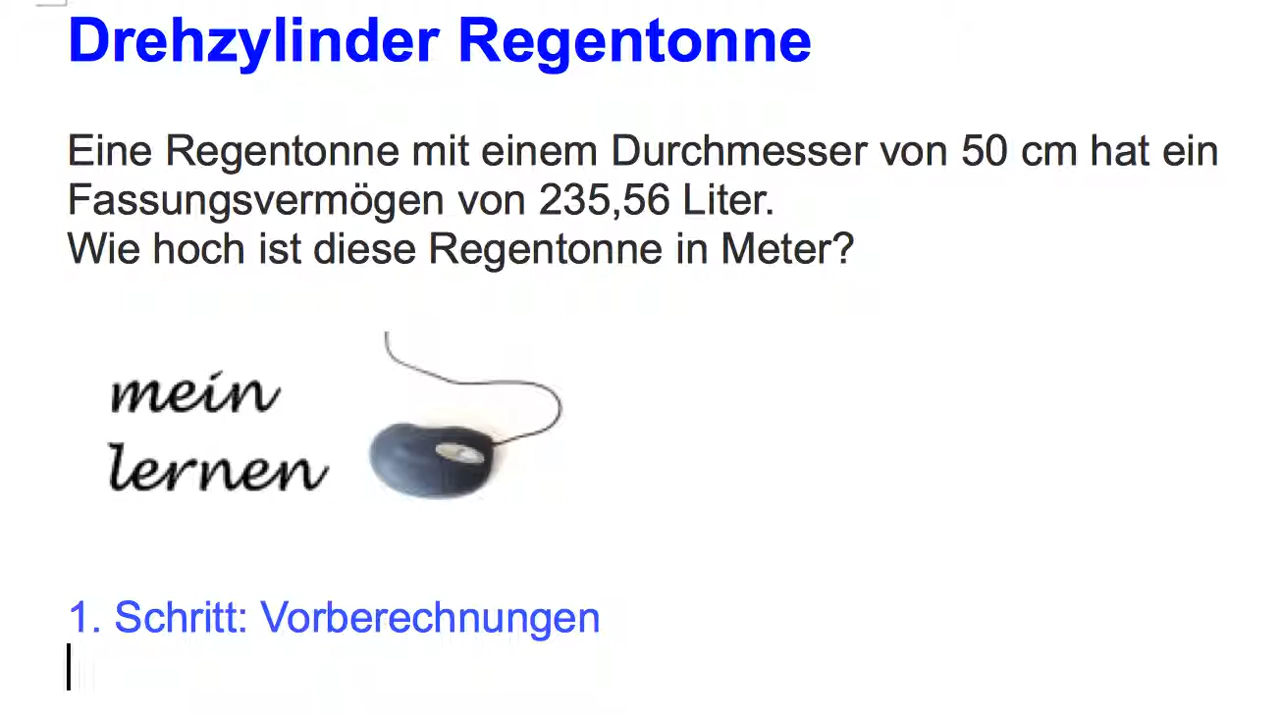 Drehzylinder Regentonne
Eine Regentonne mit einem Durchmesser von 50 cm hat ein
Fassungsvermögen von 235,56 Liter.
Wie hoch ist diese Regentonne in Meter?
mein
lernen
1. Schritt: Vorberechnungen